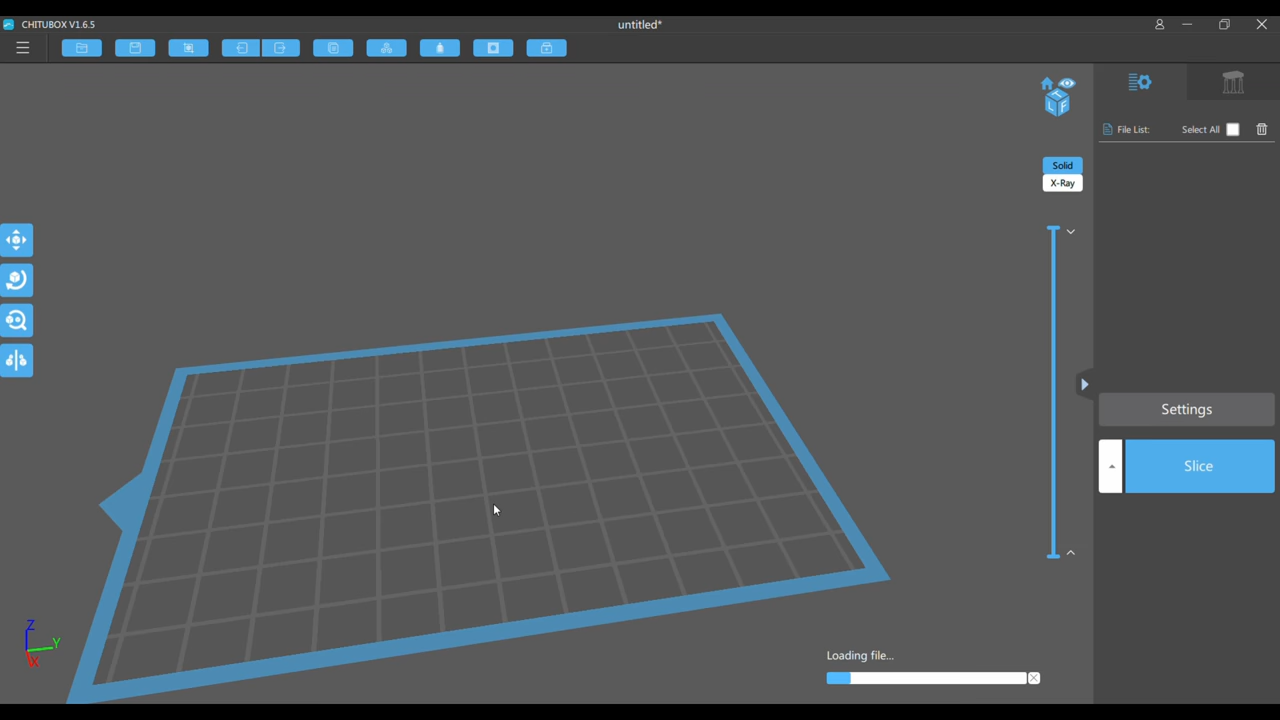 CHITUBOX V1.6.5
untitled*
T
L F
File List:
Select All
Solid
X-Ray
Settings
Slice
Z
Y
X
Loading file...